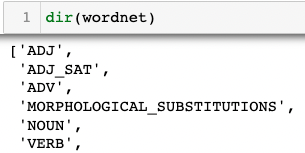 1 dir(wordnet)
['ADJ',
'ADJ_SAT',
'ADV',
'MORPHOLOGICAL_SUBSTITUTIONS',
'NOUN',
'VERB',